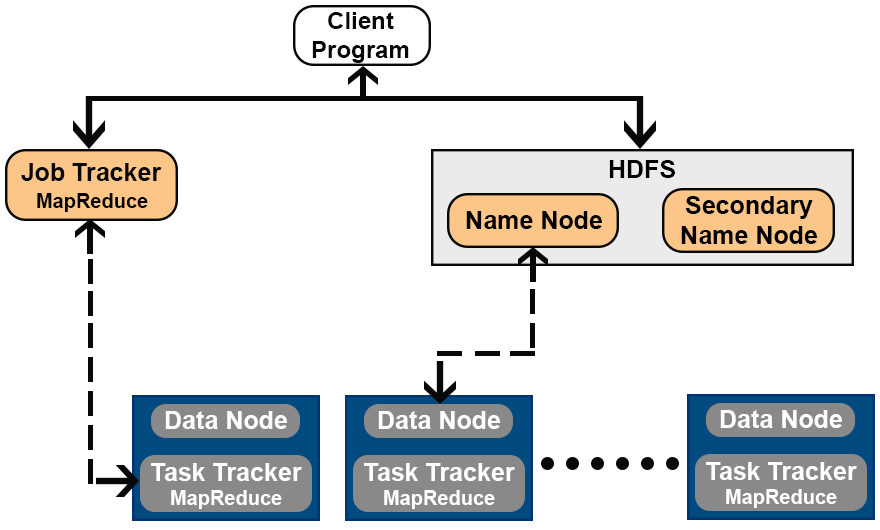 Client
Program
Job Tracker
MapReduce
HDFS
Name Node
Secondary
Name Node
Data Node
Task Tracker
MapReduce
Data Node
Task Tracker
MapReduce
Data Node
Task Tracker
MapReduce